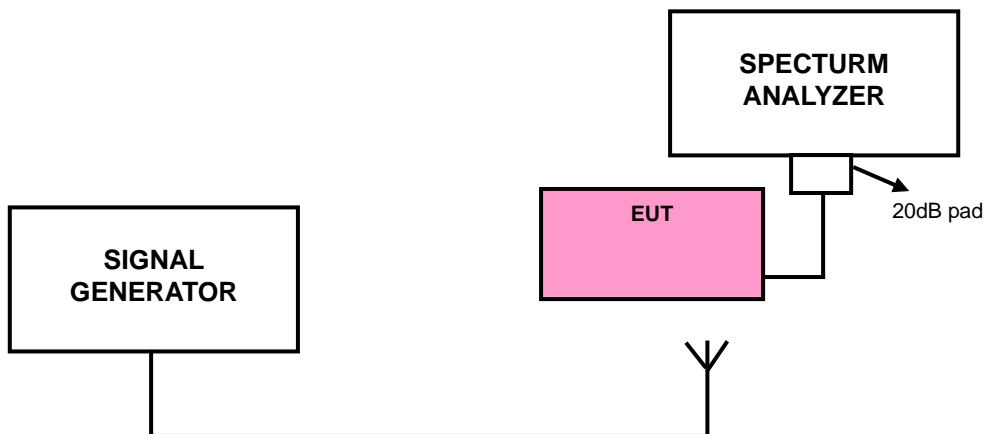 SPECTURM
ANALYZER
20dB pad
EUT
SIGNAL
GENERATOR